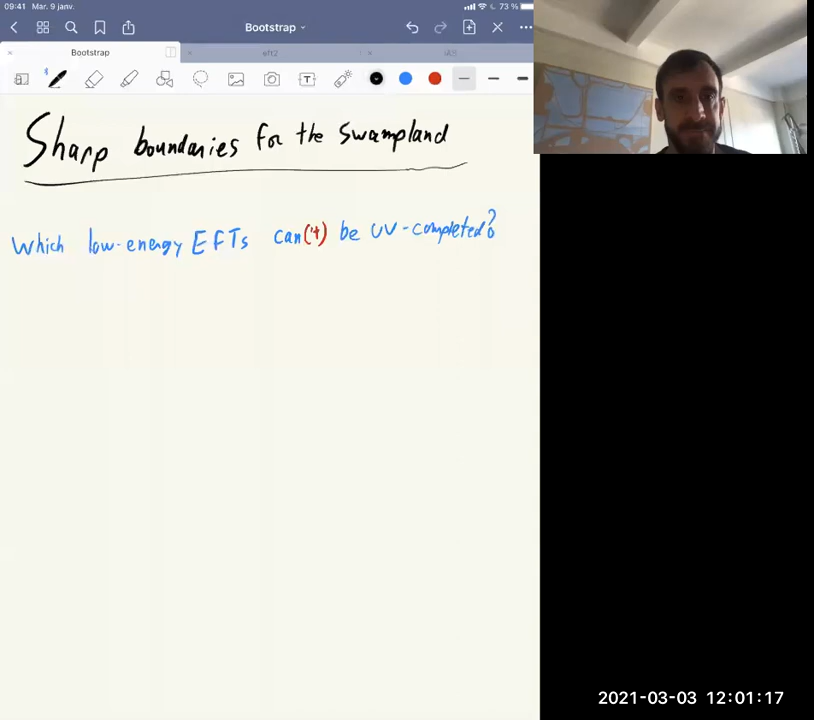 09:41 Mar. 9 janv.
73 %
Bootstrap
Bootstrap
eft2
IAS
T
Sharp boundaries for the swampland
Which low-energy EFTs can('t) be UV-completed?
2021-03-03 12:01:17